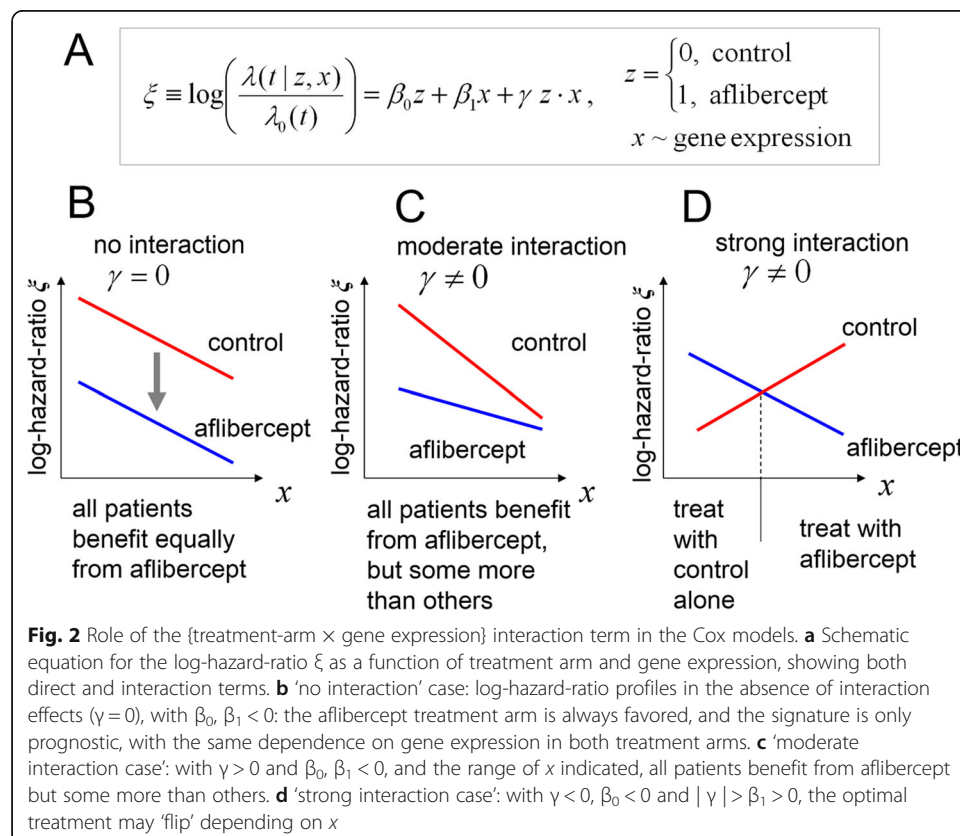 A
ξ ≡ log(λ(t | z, x) / λ₀(t)) = β₀z + β₁x + γ z · x, z = {0, control
1, aflibercept
x ~ gene expression
B
no interaction
γ = 0
log-hazard-ratio ξ
control
aflibercept
x
all patients
benefit equally
from aflibercept
C
moderate interaction
γ ≠ 0
log-hazard-ratio ξ
control
aflibercept
x
all patients benefit
from aflibercept,
but some more
than others
D
strong interaction
γ ≠ 0
log-hazard-ratio ξ
control
aflibercept
x
treat
with
control
alone
treat with
aflibercept
Fig. 2 Role of the {treatment-arm × gene expression} interaction term in the Cox models. a Schematic
equation for the log-hazard-ratio ξ as a function of treatment arm and gene expression, showing both
direct and interaction terms. b ‘no interaction’ case: log-hazard-ratio profiles in the absence of interaction
effects (γ = 0), with β₀, β₁ < 0: the aflibercept treatment arm is always favored, and the signature is only
prognostic, with the same dependence on gene expression in both treatment arms. c ‘moderate
interaction case’: with γ > 0 and β₀, β₁ < 0, and the range of x indicated, all patients benefit from aflibercept
but some more than others. d ‘strong interaction case’: with γ < 0, β₀ < 0 and | γ | > β₁ > 0, the optimal
treatment may ‘flip’ depending on x